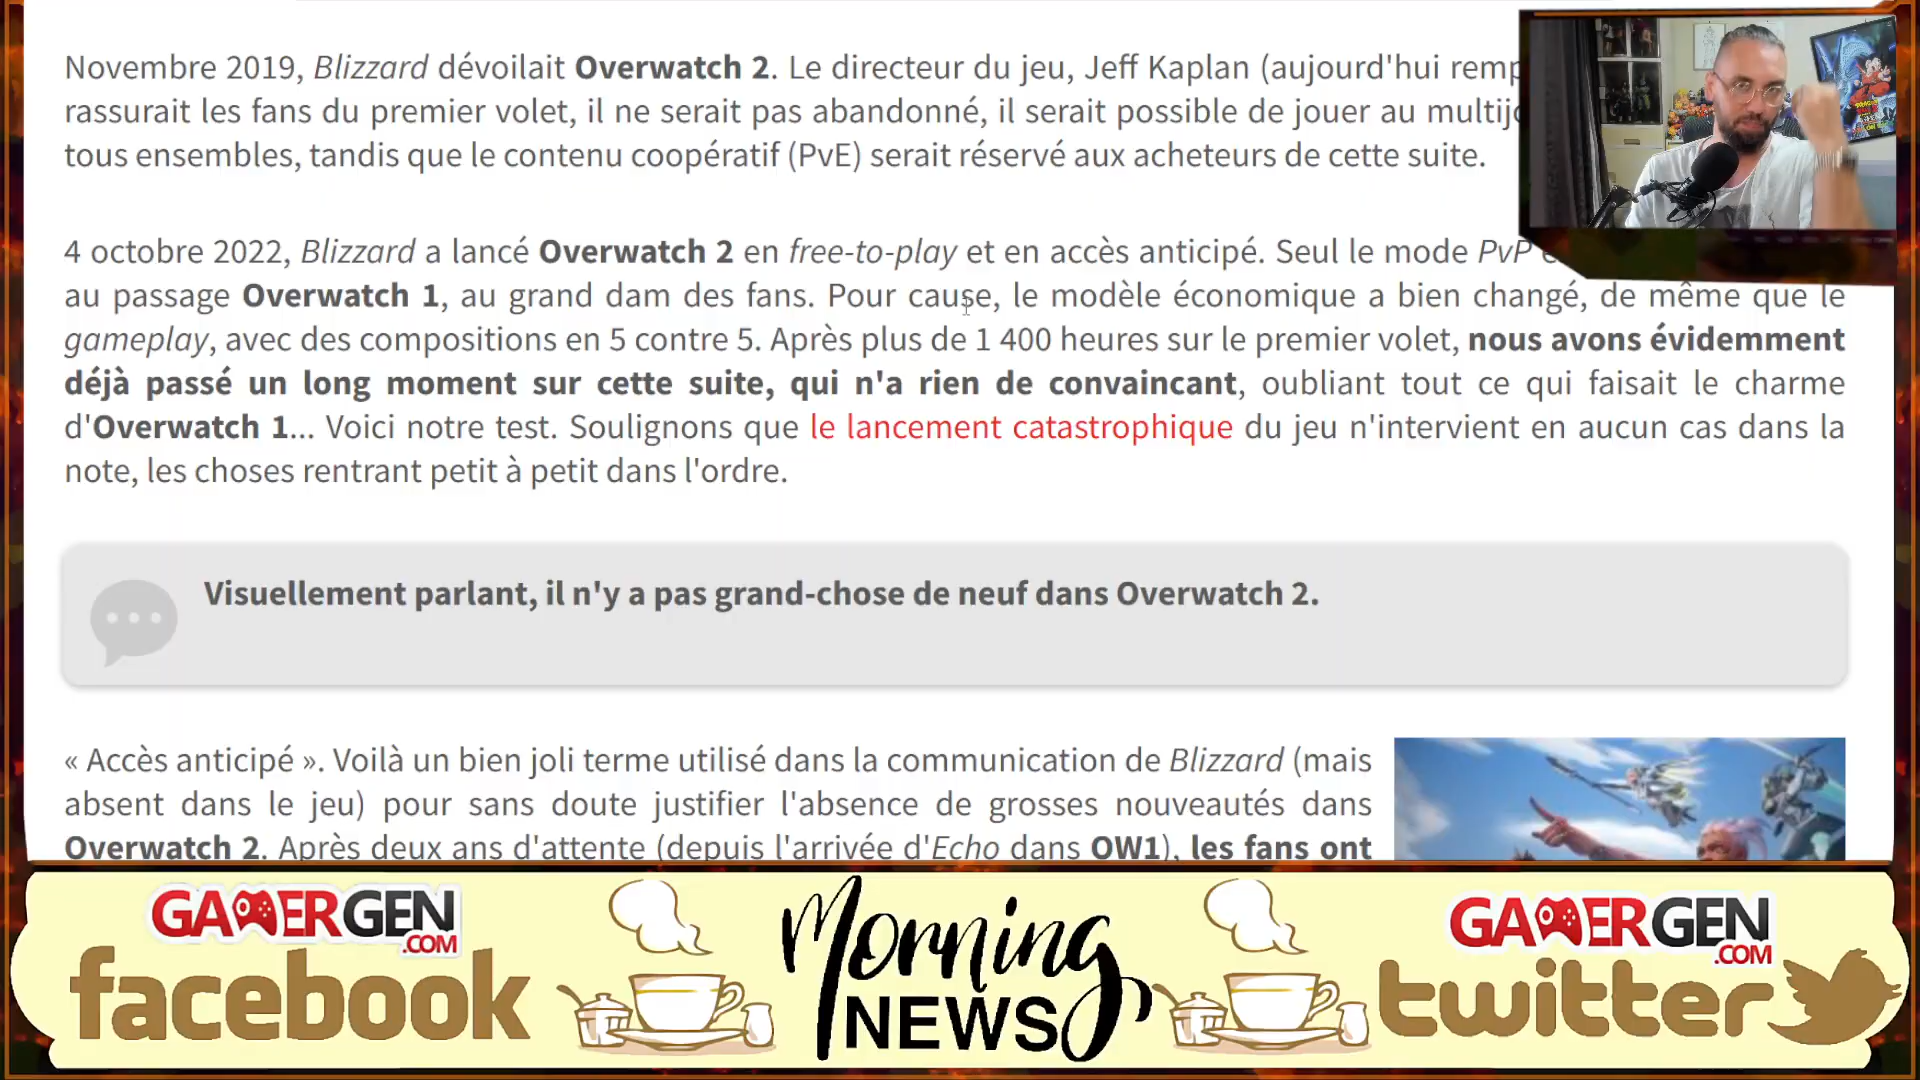 Novembre 2019, Blizzard dévoilait Overwatch 2. Le directeur du jeu, Jeff Kaplan (aujourd'hui
rassurait les fans du premier volet, il ne serait pas abandonné, il serait possible de jouer au
tous ensembles, tandis que le contenu coopératif (PvE) serait réservé aux acheteurs de cette suite.
4 octobre 2022, Blizzard a lancé Overwatch 2 en free-to-play et en accès anticipé. Seul le mode PvP
au passage Overwatch 1, au grand dam des fans. Pour cause, le modèle économique a bien changé, de même que le
gameplay, avec des compositions en 5 contre 5. Après plus de 1 400 heures sur le premier volet, nous avons évidemment
déjà passé un long moment sur cette suite, qui n'a rien de convaincant, oubliant tout ce qui faisait le charme
d'Overwatch 1... Voici notre test. Soulignons que le lancement catastrophique du jeu n'intervient en aucun cas dans la
note, les choses rentrant petit à petit dans l'ordre.
Visuellement parlant, il n'y a pas grand-chose de neuf dans Overwatch 2.
« Accès anticipé ». Voilà un bien joli terme utilisé dans la communication de Blizzard (mais
absent dans le jeu) pour sans doute justifier l'absence de grosses nouveautés dans
Overwatch 2. Après deux ans d'attente (depuis l'arrivée d'Echo dans OW1), les fans ont
GAMERGEN
.COM
facebook
Morning
NEWS
GAMERGEN
.COM
twitter